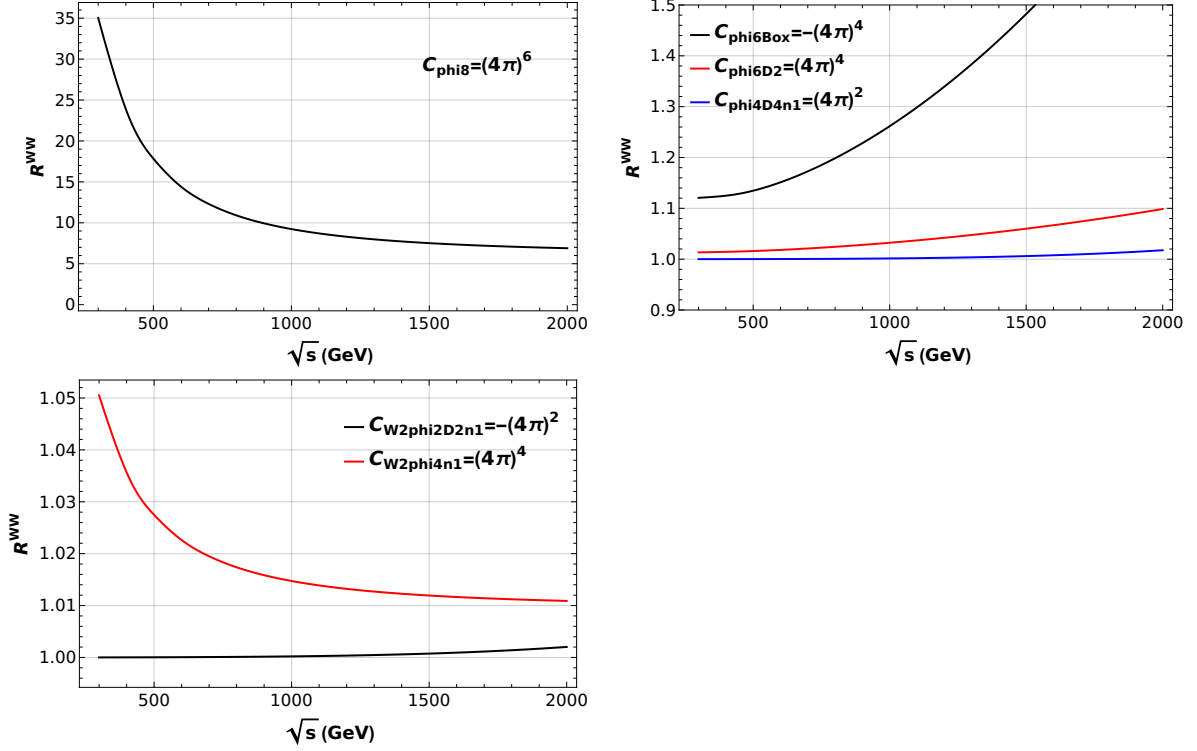 35
30
25
20
15
10
5
0
R^WW
C_phi8=(4π)^6
500 1000 1500 2000
√s (GeV)
1.5
1.4
1.3
1.2
1.1
1.0
0.9
R^WW
C_phi6Box=−(4π)^4
C_phi6D2=(4π)^4
C_phi4D4n1=(4π)^2
500 1000 1500 2000
√s (GeV)
1.05
1.04
1.03
1.02
1.01
1.00
R^WW
C_W2phi2D2n1=−(4π)^2
C_W2phi4n1=(4π)^4
500 1000 1500 2000
√s (GeV)